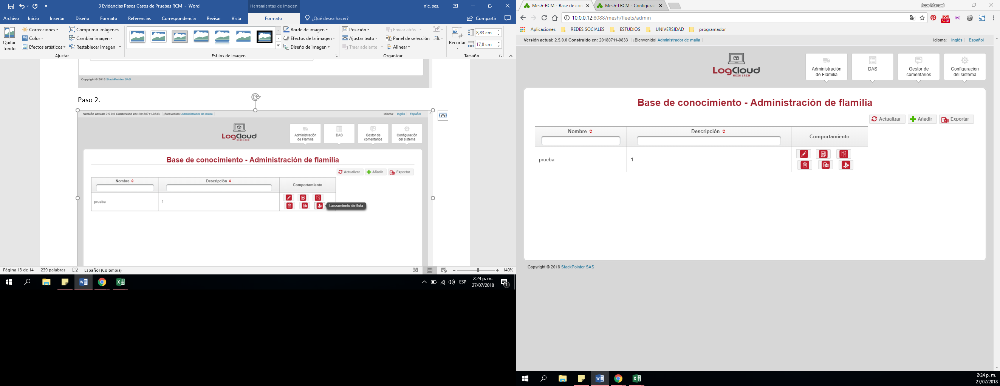 3 Evidencias Pasos Casos de Pruebas RCM - Word
Herramientas de imagen
Inic. ses.
Archivo Inicio Insertar Diseño Formato Referencias Correspondencia Revisar Vista Formato ¿Qué desea hacer? Compartir
Quitar fondo
Correcciones
Color
Efectos artísticos
Comprimir imágenes
Cambiar imagen
Restablecer imagen
Ajustar
Estilos de imagen
Borde de imagen
Efectos de la imagen
Diseño de imagen
Posición
Ajustar texto
Traer adelante
Enviar atrás
Panel de selección
Alinear
Organizar
Recortar
8,83 cm
17,8 cm
Tamaño
Copyright © 2018 StackPointer SAS
Paso 2.
Versión actual: 2.5.0.0 Construido en: 20180711-0833 ¡Bienvenido! Administrador de malla
Idioma: Inglés Español
LogCloud
MESH LRCM
Administración de Flamilia
DAS
Gestor de comentarios
Configuración del sistema
Base de conocimiento - Administración de flamilia
Actualizar Añadir Exportar
Nombre Descripción Comportamiento
prueba 1
Lanzamiento de flota
Página 13 de 14 239 palabras Español (Colombia) 140%
ESP
2:24 p. m.
27/07/2018
1
Mesh-RCM - Base de con
Mesh-LRCM - Configurac
Jose Manuel
10.0.0.12:8088/mesh/fleets/admin
5228
Aplicaciones REDES SOCIALES ESTUDIOS UNIVERSIDAD programador
Versión actual: 2.5.0.0 Construido en: 20180711-0833 ¡Bienvenido! Administrador de malla
Idioma: Inglés Español
LogCloud
MESH LRCM
Administración de Flamilia
DAS
Gestor de comentarios
Configuración del sistema
Base de conocimiento - Administración de flamilia
Actualizar Añadir Exportar
Nombre Descripción Comportamiento
prueba 1
Copyright © 2018 StackPointer SAS
2:24 p. m.
27/07/2018